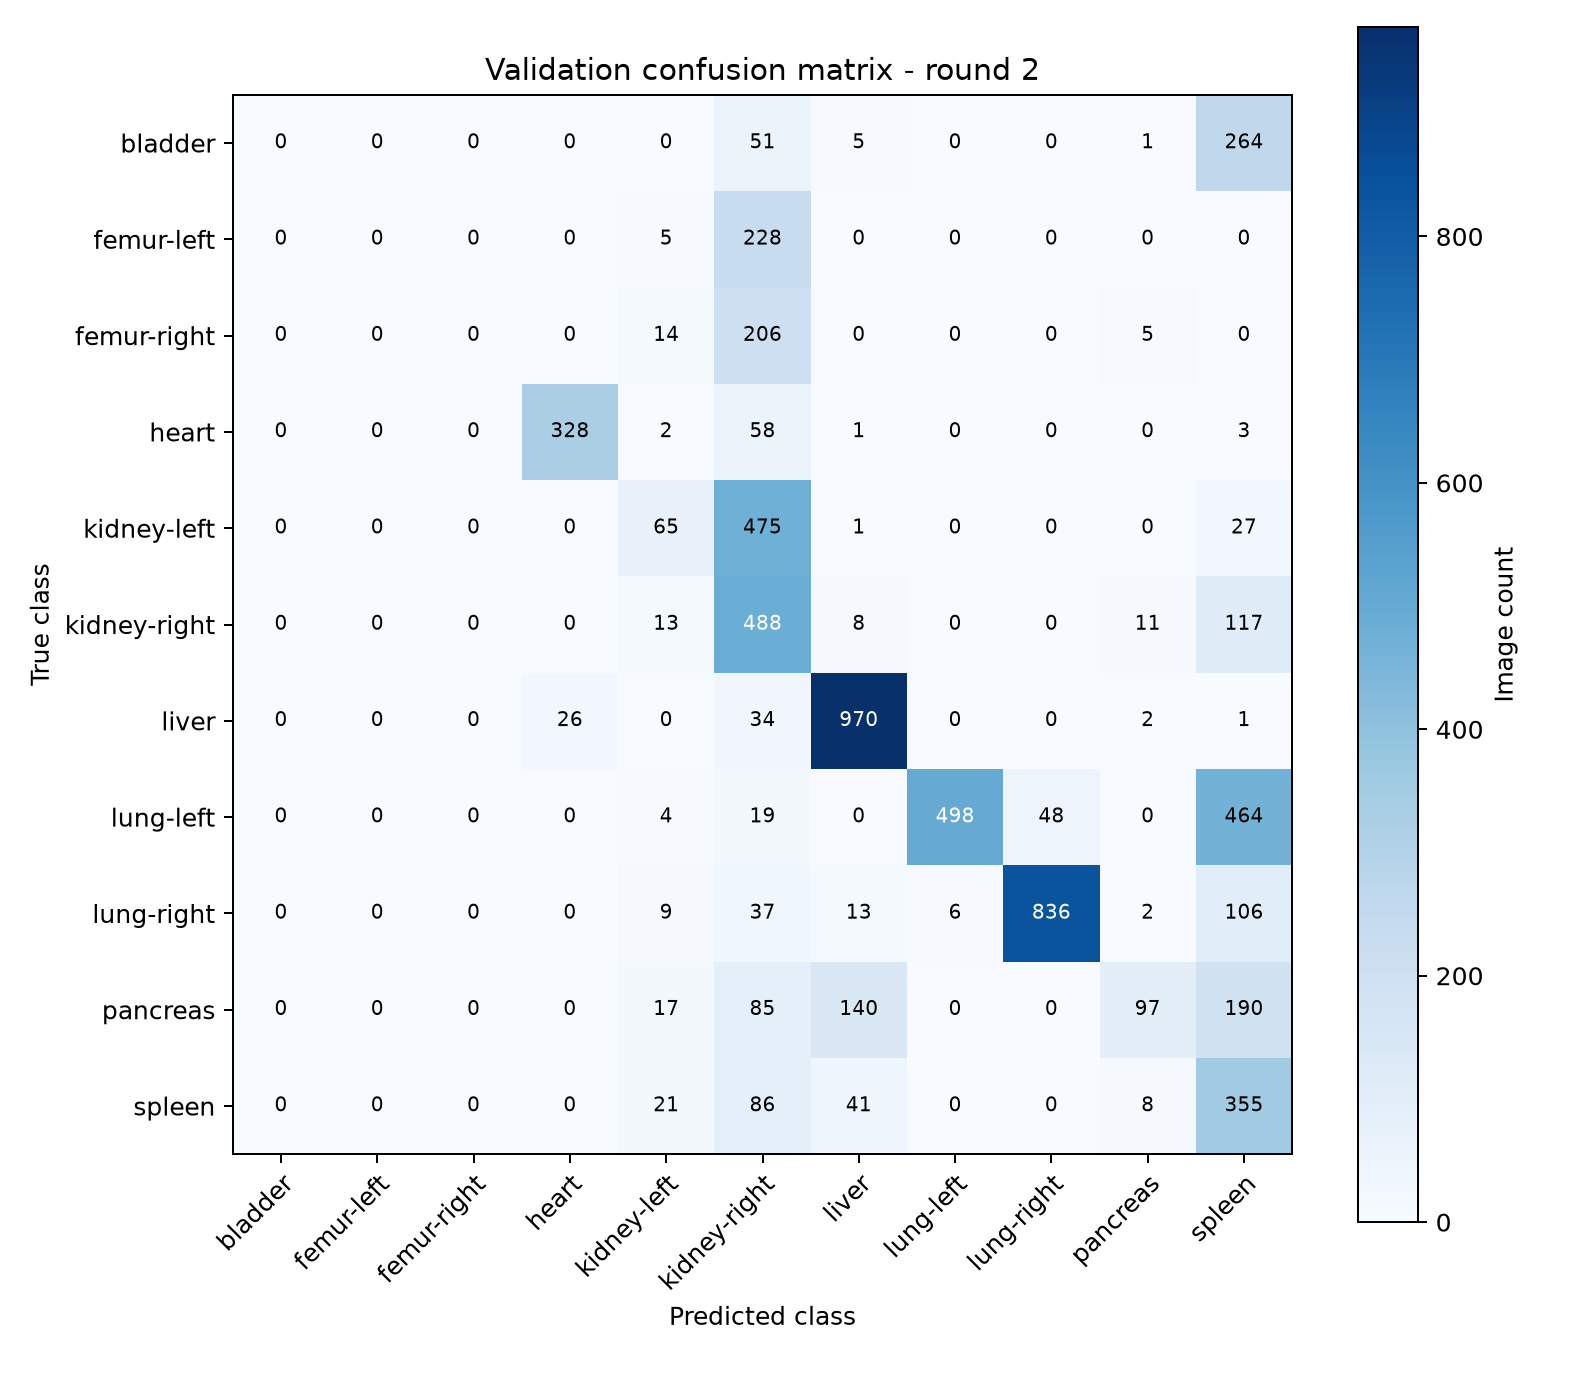 Validation confusion matrix - round 2
True class
bladder 0 0 0 0 0 51 5 0 0 1 264
femur-left 0 0 0 0 5 228 0 0 0 0 0
femur-right 0 0 0 0 14 206 0 0 0 5 0
heart 0 0 0 328 2 58 1 0 0 0 3
kidney-left 0 0 0 0 65 475 1 0 0 0 27
kidney-right 0 0 0 0 13 488 8 0 0 11 117
liver 0 0 0 26 0 34 970 0 0 2 1
lung-left 0 0 0 0 4 19 0 498 48 0 464
lung-right 0 0 0 0 9 37 13 6 836 2 106
pancreas 0 0 0 0 17 85 140 0 0 97 190
spleen 0 0 0 0 21 86 41 0 0 8 355
bladder femur-left femur-right heart kidney-left kidney-right liver lung-left lung-right pancreas spleen
Predicted class
800
600
400
200
0
Image count